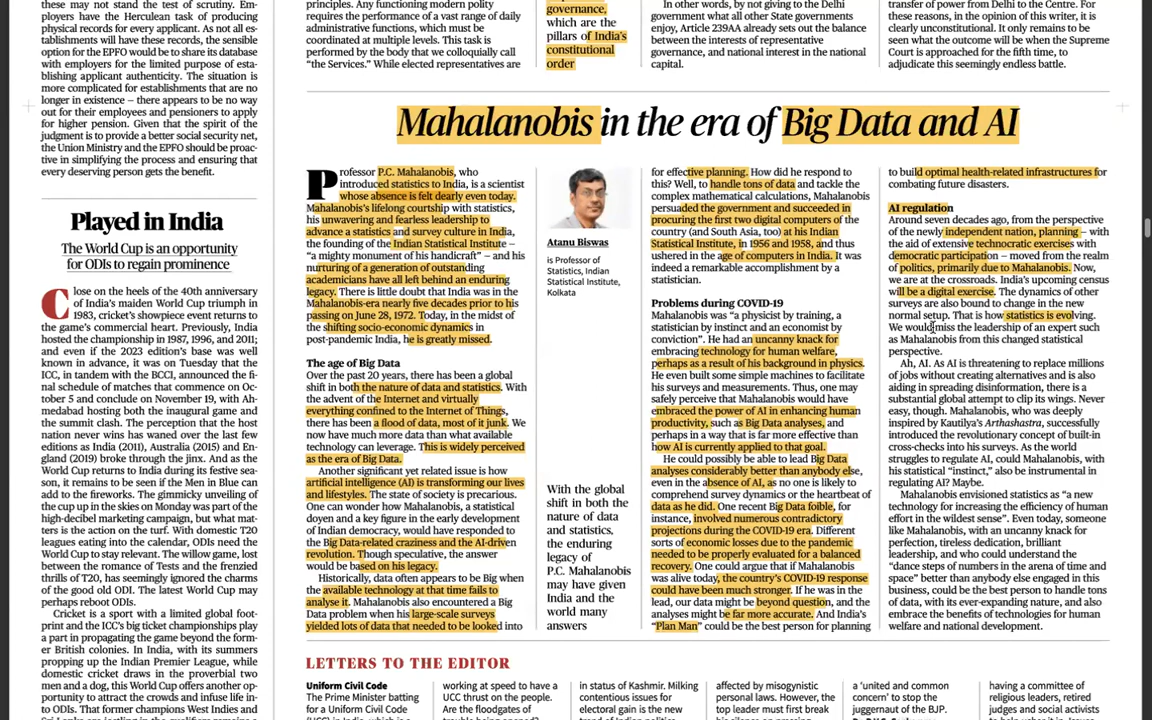 these may not stand the test of scrutiny. Em-
ployers have the Herculean task of producing
physical records for every applicant. As not all es-
tablishments will have these records, the sensible
option for the EPFO would be to share its database
with employers for the limited purpose of esta-
blishing applicant authenticity. The situation is
more complicated for establishments that are no
longer in existence – there appears to be no way
out for their employees and pensioners to apply
for higher pension. Given that the spirit of the
judgment is to provide a better social security net,
the Union Ministry and the EPFO should be proac-
tive in simplifying the process and ensuring that
every deserving person gets the benefit.
Played in India
The World Cup is an opportunity
for ODIs to regain prominence
Close on the heels of the 40th anniversary
of India's maiden World Cup triumph in
1983, cricket's showpiece event returns to
the game's commercial heart. Previously, India
hosted the championship in 1987, 1996, and 2011;
and even if the 2023 edition's base was well
known in advance, it was on Tuesday that the
ICC, in tandem with the BCCI, announced the fi-
nal schedule of matches that commence on Oc-
tober 5 and conclude on November 19, with Ah-
medabad hosting both the inaugural game and
the summit clash. The perception that the host
nation never wins has waned over the last few
editions as India (2011), Australia (2015) and En-
gland (2019) broke through the jinx. And as the
World Cup returns to India during its festive sea-
son, it remains to be seen if the Men in Blue can
add to the fireworks. The gimmicky unveiling of
the cup up in the skies on Monday was part of the
high-decibel marketing campaign, but what mat-
ters is the action on the turf. With domestic T20
leagues eating into the calendar, ODIs need the
World Cup to stay relevant. The willow game, lost
between the romance of Tests and the frenzied
thrills of T20, has seemingly ignored the charms
of the good old ODI. The latest World Cup may
perhaps reboot ODIs.
Cricket is a sport with a limited global foot-
print and the ICC's big ticket championships play
a part in propagating the game beyond the form-
er British colonies. In India, with its summers
propping up the Indian Premier League, while
domestic cricket draws in the proverbial two
men and a dog, this World Cup offers another op-
portunity to attract the crowds and infuse life in-
to ODIs. That former champions West Indies and
principles. Any functioning modern polity
requires the performance of a vast range of daily
administrative functions, which must be
coordinated at multiple levels. This task is
performed by the body that we colloquially call
"the Services." While elected representatives are
governance,
which are the
pillars of India's
constitutional
order
In other words, by not giving to the Delhi
government what all other State governments
enjoy, Article 239AA already sets out the balance
between the interests of representative
governance, and national interest in the national
capital.
transfer of power from Delhi to the Centre. For
these reasons, in the opinion of this writer, it is
clearly unconstitutional. It only remains to be
seen what the outcome will be when the Supreme
Court is approached for the fifth time, to
adjudicate this seemingly endless battle.
Mahalanobis in the era of Big Data and AI
Professor P.C. Mahalanobis, who
introduced statistics to India, is a scientist
whose absence is felt dearly even today.
Mahalanobis's lifelong courtship with statistics,
his unwavering and fearless leadership to
advance a statistics and survey culture in India,
the founding of the Indian Statistical Institute –
"a mighty monument of his handicraft" – and his
nurturing of a generation of outstanding
academicians have all left behind an enduring
legacy. There is little doubt that India was in the
Mahalanobis-era nearly five decades prior to his
passing on June 28, 1972. Today, in the midst of
the shifting socio-economic dynamics in
post-pandemic India, he is greatly missed.
The age of Big Data
Over the past 20 years, there has been a global
shift in both the nature of data and statistics. With
the advent of the Internet and virtually
everything confined to the Internet of Things,
there has been a flood of data, most of it junk. We
now have much more data than what available
technology can leverage. This is widely perceived
as the era of Big Data.
Another significant yet related issue is how
artificial intelligence (AI) is transforming our lives
and lifestyles. The state of society is precarious.
One can wonder how Mahalanobis, a statistical
doyen and a key figure in the early development
of Indian democracy, would have responded to
the Big Data-related craziness and the AI-driven
revolution. Though speculative, the answer
would be based on his legacy.
Historically, data often appears to be Big when
the available technology at that time fails to
analyse it. Mahalanobis also encountered a Big
Data problem when his large-scale surveys
yielded lots of data that needed to be looked into
Atanu Biswas
is Professor of
Statistics, Indian
Statistical Institute,
Kolkata
With the global
shift in both the
nature of data
and statistics,
the enduring
legacy of
P.C. Mahalanobis
may have given
India and the
world many
answers
for effective planning. How did he respond to
this? Well, to handle tons of data and tackle the
complex mathematical calculations, Mahalanobis
persuaded the government and succeeded in
procuring the first two digital computers of the
country (and South Asia, too) at his Indian
Statistical Institute, in 1956 and 1958, and thus
ushered in the age of computers in India. It was
indeed a remarkable accomplishment by a
statistician.
Problems during COVID-19
Mahalanobis was "a physicist by training, a
statistician by instinct and an economist by
conviction". He had an uncanny knack for
embracing technology for human welfare,
perhaps as a result of his background in physics.
He even built some simple machines to facilitate
his surveys and measurements. Thus, one may
safely perceive that Mahalanobis would have
embraced the power of AI in enhancing human
productivity, such as Big Data analyses, and
perhaps in a way that is far more effective than
how AI is currently applied to that goal.
He could possibly be able to lead Big Data
analyses considerably better than anybody else,
even in the absence of AI, as no one is likely to
comprehend survey dynamics or the heartbeat of
data as he did. One recent Big Data foible, for
instance, involved numerous contradictory
projections during the COVID-19 era. Different
sorts of economic losses due to the pandemic
needed to be properly evaluated for a balanced
recovery. One could argue that if Mahalanobis
was alive today, the country's COVID-19 response
could have been much stronger. If he was in the
lead, our data might be beyond question, and the
analyses might be far more accurate. And India's
"Plan Man" could be the best person for planning
to build optimal health-related infrastructures for
combating future disasters.
AI regulation
Around seven decades ago, from the perspective
of the newly independent nation, planning – with
the aid of extensive technocratic exercises with
democratic participation – moved from the realm
of politics, primarily due to Mahalanobis. Now,
we are at the crossroads. India's upcoming census
will be a digital exercise. The dynamics of other
surveys are also bound to change in the new
normal setup. That is how statistics is evolving.
We would miss the leadership of an expert such
as Mahalanobis from this changed statistical
perspective.
Ah, AI. As AI is threatening to replace millions
of jobs without creating alternatives and is also
aiding in spreading disinformation, there is a
substantial global attempt to clip its wings. Never
easy, though. Mahalanobis, who was deeply
inspired by Kautilya's Arthashastra, successfully
introduced the revolutionary concept of built-in
cross-checks into his surveys. As the world
struggles to regulate AI, could Mahalanobis, with
his statistical "instinct," also be instrumental in
regulating AI? Maybe.
Mahalanobis envisioned statistics as "a new
technology for increasing the efficiency of human
effort in the wildest sense". Even today, someone
like Mahalanobis, with an uncanny knack for
perfection, tireless dedication, brilliant
leadership, and who could understand the
"dance steps of numbers in the arena of time and
space" better than anybody else engaged in this
business, could be the best person to handle tons
of data, with its ever-expanding nature, and also
embrace the benefits of technologies for human
welfare and national development.
LETTERS TO THE EDITOR
Uniform Civil Code
The Prime Minister batting
for a Uniform Civil Code
working at speed to have a
UCC thrust on the people.
Are the floodgates of
in status of Kashmir. Milking
contentious issues for
electoral gain is the new
affected by misogynistic
personal laws. However, the
top leader must first break
a 'united and common
concern' to stop the
juggernaut of the BJP.
having a committee of
religious leaders, retired
judges and social activists